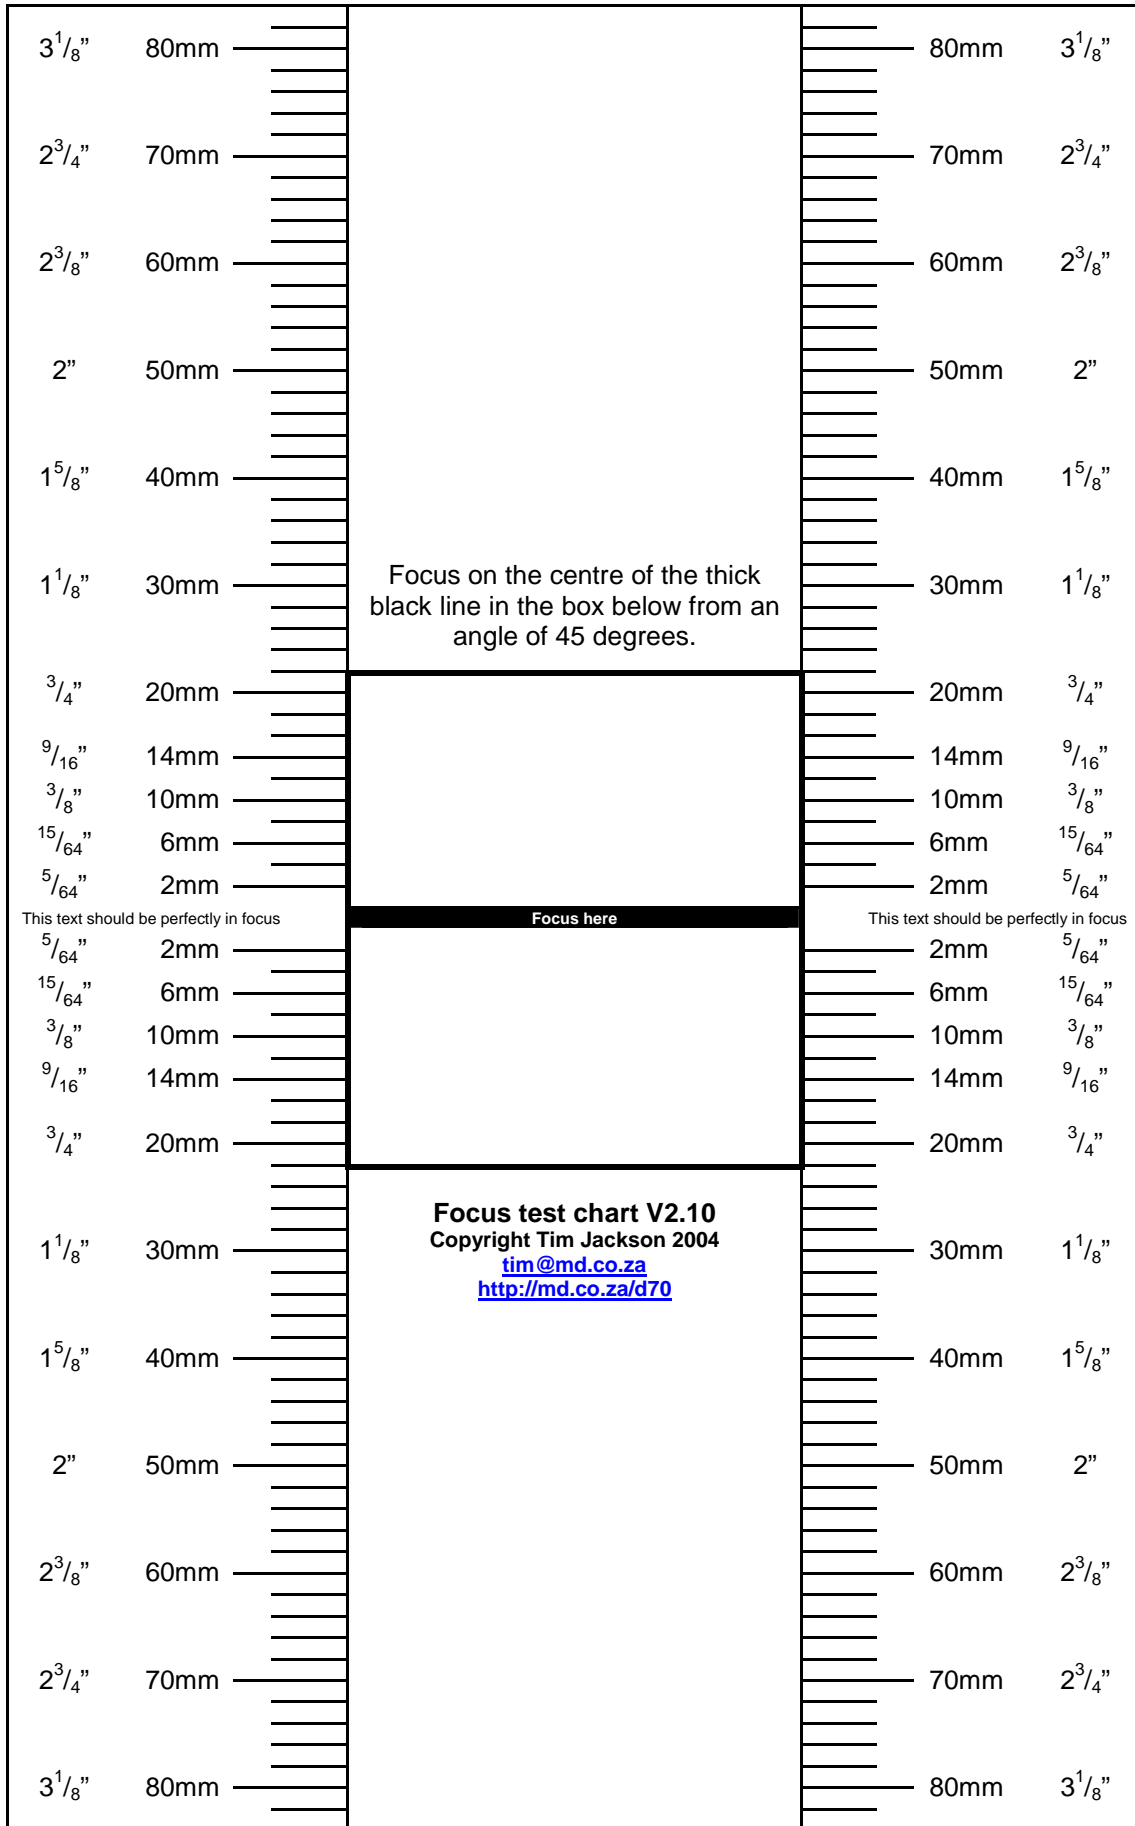 3 1/8” 80mm 80mm 3 1/8”
2 3/4” 70mm 70mm 2 3/4”
2 3/8” 60mm 60mm 2 3/8”
2” 50mm 50mm 2”
1 5/8” 40mm 40mm 1 5/8”
1 1/8” 30mm 30mm 1 1/8”
Focus on the centre of the thick
black line in the box below from an
angle of 45 degrees.
3/4” 20mm 20mm 3/4”
9/16” 14mm 14mm 9/16”
3/8” 10mm 10mm 3/8”
15/64” 6mm 6mm 15/64”
5/64” 2mm 2mm 5/64”
This text should be perfectly in focus Focus here This text should be perfectly in focus
5/64” 2mm 2mm 5/64”
15/64” 6mm 6mm 15/64”
3/8” 10mm 10mm 3/8”
9/16” 14mm 14mm 9/16”
3/4” 20mm 20mm 3/4”
Focus test chart V2.10
Copyright Tim Jackson 2004
tim@md.co.za
http://md.co.za/d70
1 1/8” 30mm 30mm 1 1/8”
1 5/8” 40mm 40mm 1 5/8”
2” 50mm 50mm 2”
2 3/8” 60mm 60mm 2 3/8”
2 3/4” 70mm 70mm 2 3/4”
3 1/8” 80mm 80mm 3 1/8”